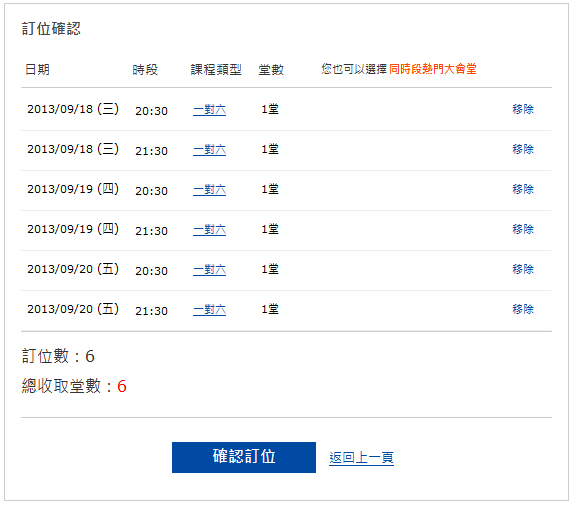 訂位確認
日期 時段 課程類型 堂數 您也可以選擇 同時段熱門大會堂
2013/09/18 (三) 20:30 一對六 1堂 移除
2013/09/18 (三) 21:30 一對六 1堂 移除
2013/09/19 (四) 20:30 一對六 1堂 移除
2013/09/19 (四) 21:30 一對六 1堂 移除
2013/09/20 (五) 20:30 一對六 1堂 移除
2013/09/20 (五) 21:30 一對六 1堂 移除
訂位數：6
總收取堂數：6
確認訂位 返回上一頁